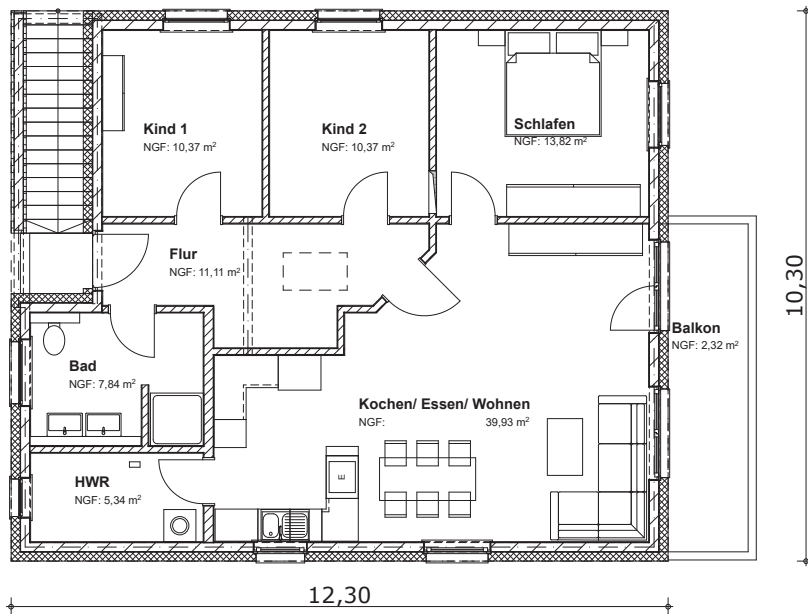 Kind 1
NGF: 10,37 m²
Kind 2
NGF: 10,37 m²
Schlafen
NGF: 13,82 m²
Flur
NGF: 11,11 m²
10,30
Balkon
NGF: 2,32 m²
Bad
NGF: 7,84 m²
Kochen/ Essen/ Wohnen
NGF: 39,93 m²
E
HWR
NGF: 5,34 m²
12,30